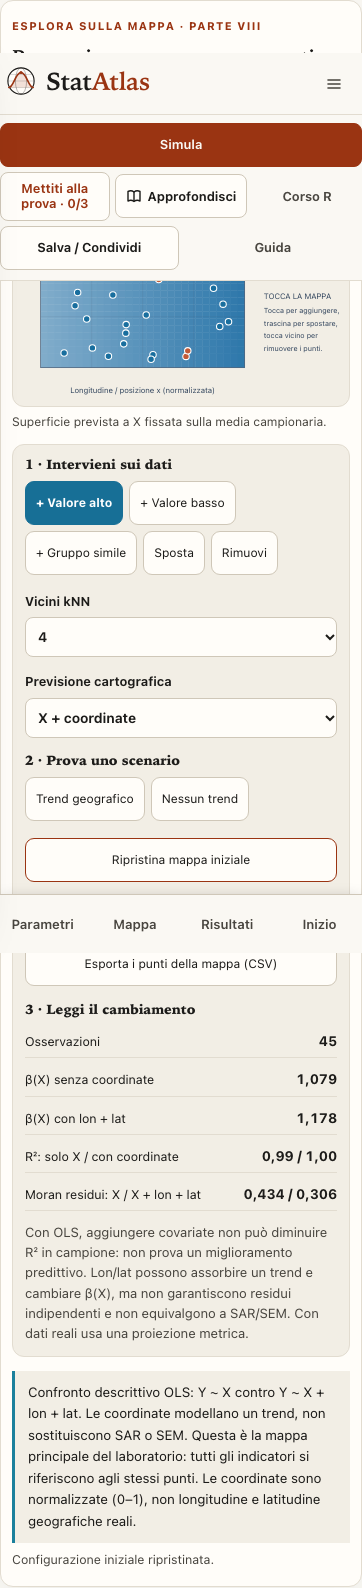 ESPLORA SULLA MAPPA · PARTE VIII
StatAtlas
Simula
Mettiti alla
prova · 0/3
Approfondisci
Corso R
Salva / Condividi
Guida
TOCCA LA MAPPA
Tocca per aggiungere,
trascina per spostare,
tocca vicino per
rimuovere i punti.
Longitudine / posizione x (normalizzata)
Superficie prevista a X fissata sulla media campionaria.
1 · Intervieni sui dati
+ Valore alto
+ Valore basso
+ Gruppo simile
Sposta
Rimuovi
Vicini kNN
4
Previsione cartografica
X + coordinate
2 · Prova uno scenario
Trend geografico
Nessun trend
Ripristina mappa iniziale
Parametri
Mappa
Risultati
Inizio
Esporta i punti della mappa (CSV)
3 · Leggi il cambiamento
Osservazioni 45
β(X) senza coordinate 1,079
β(X) con lon + lat 1,178
R²: solo X / con coordinate 0,99 / 1,00
Moran residui: X / X + lon + lat 0,434 / 0,306
Con OLS, aggiungere covariate non può diminuire
R² in campione: non prova un miglioramento
predittivo. Lon/lat possono assorbire un trend e
cambiare β(X), ma non garantiscono residui
indipendenti e non equivalgono a SAR/SEM. Con
dati reali usa una proiezione metrica.
Confronto descrittivo OLS: Y ~ X contro Y ~ X +
lon + lat. Le coordinate modellano un trend, non
sostituiscono SAR o SEM. Questa è la mappa
principale del laboratorio: tutti gli indicatori si
riferiscono agli stessi punti. Le coordinate sono
normalizzate (0–1), non longitudine e latitudine
geografiche reali.
Configurazione iniziale ripristinata.